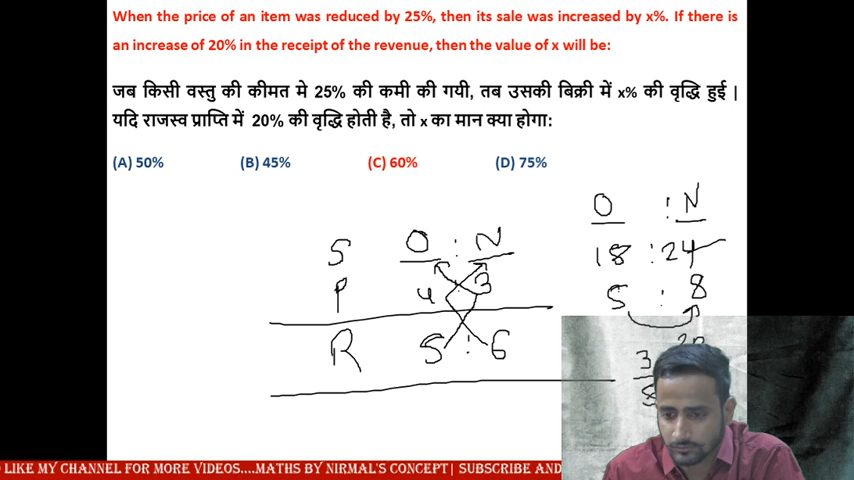 When the price of an item was reduced by 25%, then its sale was increased by x%. If there is
an increase of 20% in the receipt of the revenue, then the value of x will be:
जब किसी वस्तु की कीमत मे 25% की कमी की गयी, तब उसकी बिक्री में x% की वृद्धि हुई |
यदि राजस्व प्राप्ति में 20% की वृद्धि होती है, तो x का मान क्या होगा:
(A) 50% (B) 45% (C) 60% (D) 75%
O : N
S O : N 18 : 24
P 4 : 3 5 : 8
R 5 : 6 3
LIKE MY CHANNEL FOR MORE VIDEOS....MATHS BY NIRMAL'S CONCEPT| SUBSCRIBE AND